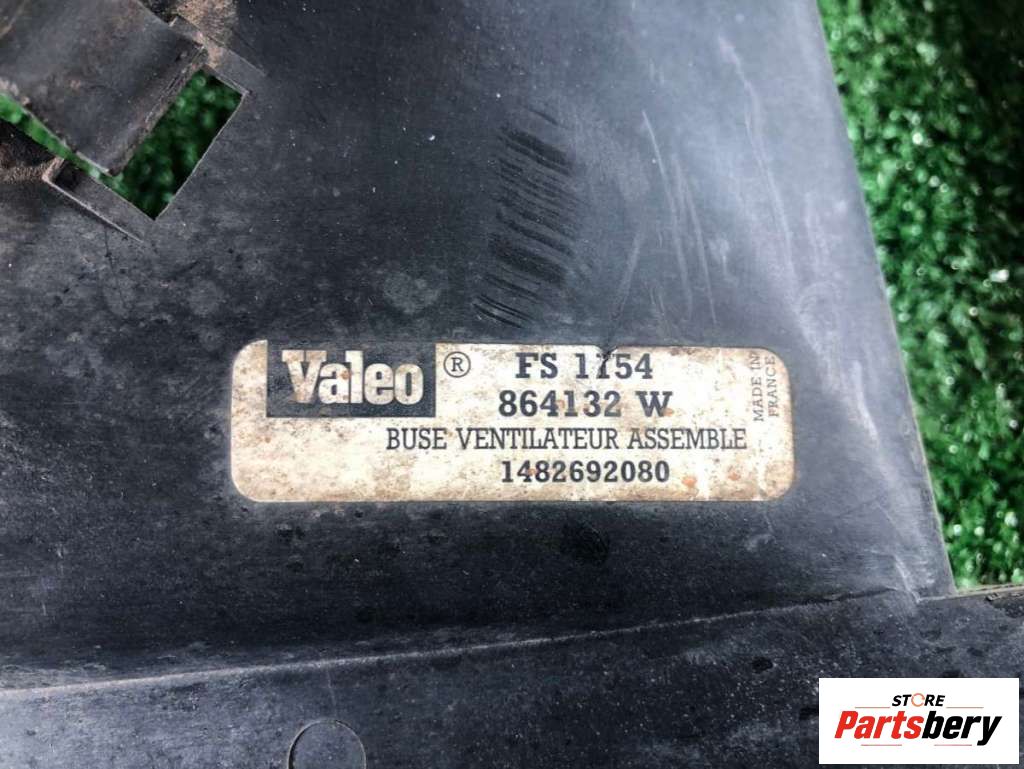 Valeo ® FS 1154
864132 W
BUSE VENTILATEUR ASSEMBLE
1482692080
MADE IN
FRANCE
STORE
Partsbery